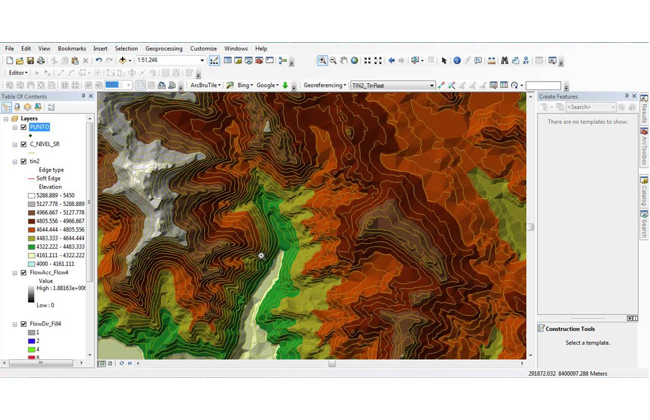 File Edit View Bookmarks Insert Selection Geoprocessing Customize Windows Help
1:51,246
Editor
ArcBruTile Bing Google Georeferencing TIN2_TinRast
Table Of Contents
Layers
PUNTO
C_NIVEL_SR
tin2
Edge type
Soft Edge
Elevation
5288.889 - 5450
5127.778 - 5288.889
4966.667 - 5127.778
4805.556 - 4966.667
4644.444 - 4805.556
4483.333 - 4644.444
4322.222 - 4483.333
4161.111 - 4322.222
4000 - 4161.111
FlowAcc_Flow4
Value
High : 1.88163e+006
Low : 0
FlowDir_Fill4
1
2
4
8
Create Features
<Search>
There are no templates to show.
Construction Tools
Select a template.
Results
ArcToolbox
Catalog
Search
291872.032 8400097.288 Meters